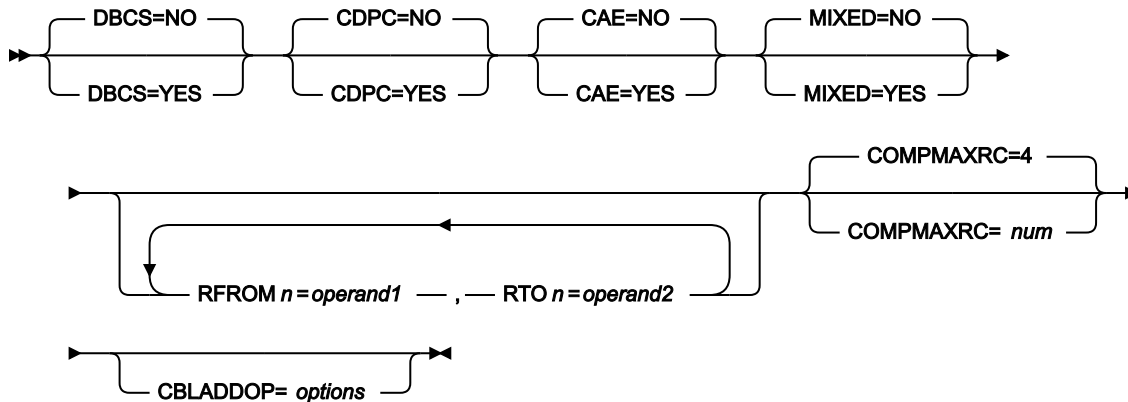 DBCS=NO CDPC=NO CAE=NO MIXED=NO
DBCS=YES CDPC=YES CAE=YES MIXED=YES
COMPMAXRC=4
COMPMAXRC= num
RFROM n=operand1 , RTO n=operand2
CBLADDOP= options